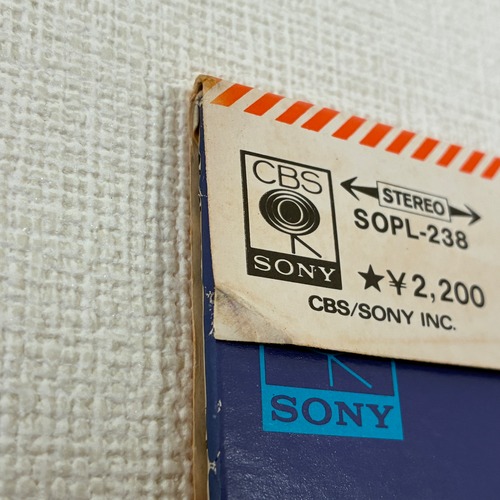 CBS
SONY
STEREO
SOPL-238
★¥2,200
CBS/SONY INC.
SONY